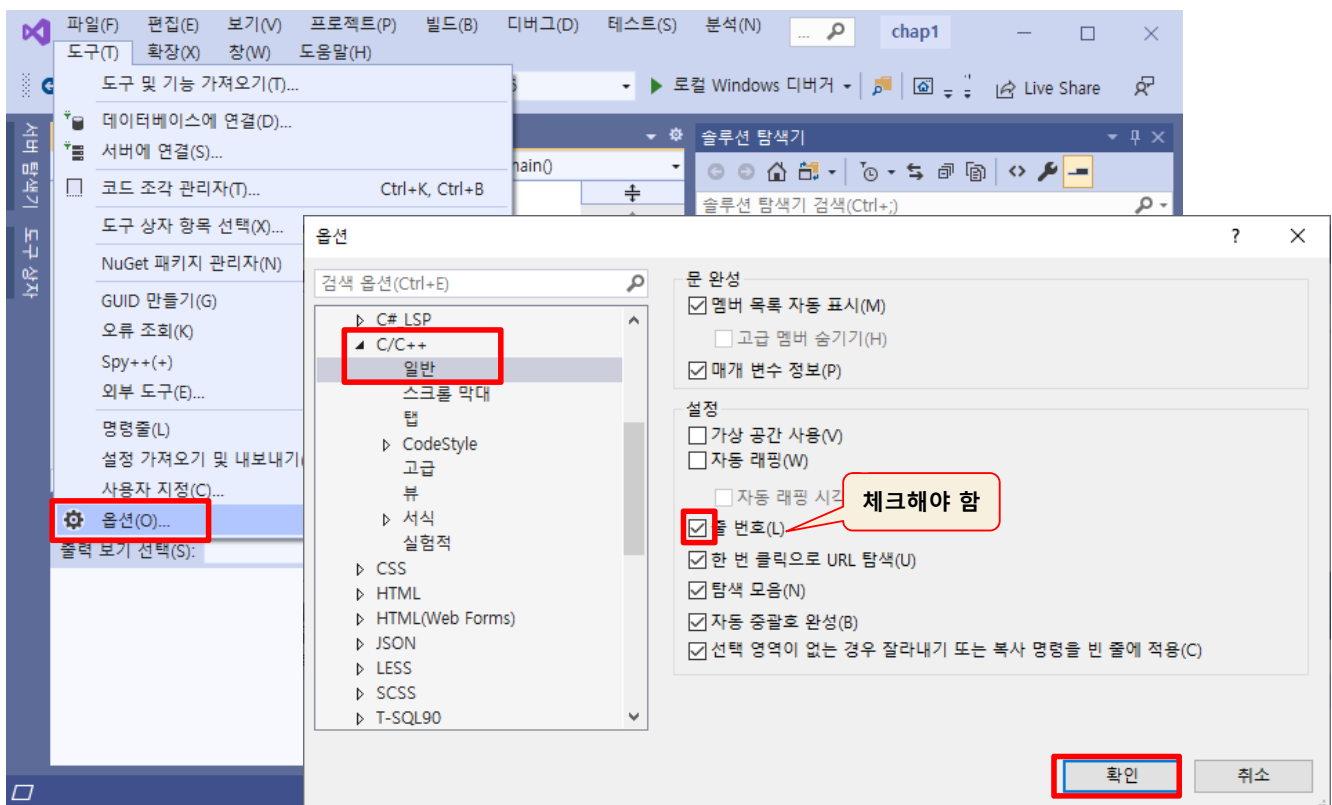 파일(F) 편집(E) 보기(V) 프로젝트(P) 빌드(B) 디버그(D) 테스트(S) 분석(N) ... chap1
도구(T) 확장(X) 창(W) 도움말(H)
도구 및 기능 가져오기(T)...
로컬 Windows 디버거
Live Share
데이터베이스에 연결(D)...
서버에 연결(S)...
코드 조각 관리자(T)... Ctrl+K, Ctrl+B
도구 상자 항목 선택(X)...
NuGet 패키지 관리자(N)
GUID 만들기(G)
오류 조회(K)
Spy++(+)
외부 도구(E)...
명령줄(L)
설정 가져오기 및 내보내기
사용자 지정(C)...
옵션(O)...
출력 보기 선택(S):
서버 탐색기
도구 상자
main()
솔루션 탐색기
솔루션 탐색기 검색(Ctrl+;)
옵션 ?
검색 옵션(Ctrl+E)
C#_LSP
C/C++
일반
스크롤 막대
탭
CodeStyle
고급
뷰
서식
실험적
CSS
HTML
HTML(Web Forms)
JSON
LESS
SCSS
T-SQL90
문 완성
멤버 목록 자동 표시(M)
고급 멤버 숨기기(H)
매개 변수 정보(P)
설정
가상 공간 사용(V)
자동 래핑(W)
자동 래핑 시각
체크해야 함
줄 번호(L)
한 번 클릭으로 URL 탐색(U)
탐색 모음(N)
자동 중괄호 완성(B)
선택 영역이 없는 경우 잘라내기 또는 복사 명령을 빈 줄에 적용(C)
확인 취소